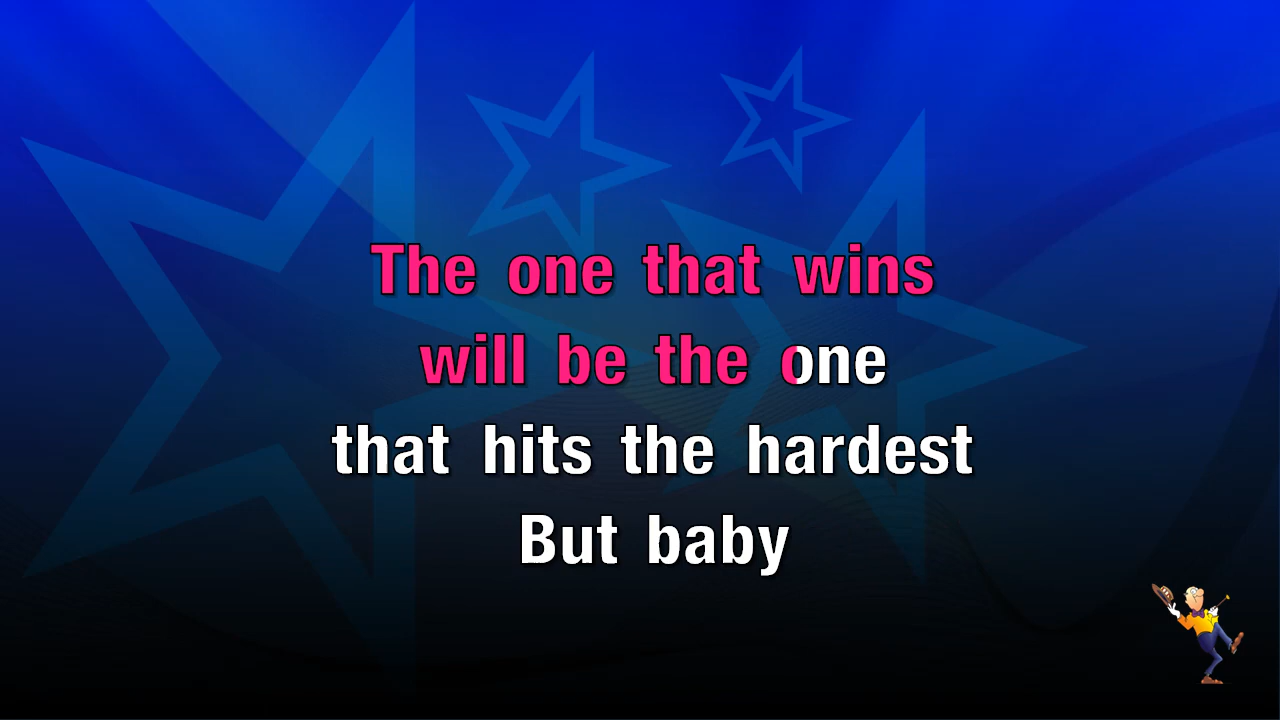 The one that wins
will be the one
that hits the hardest
But baby